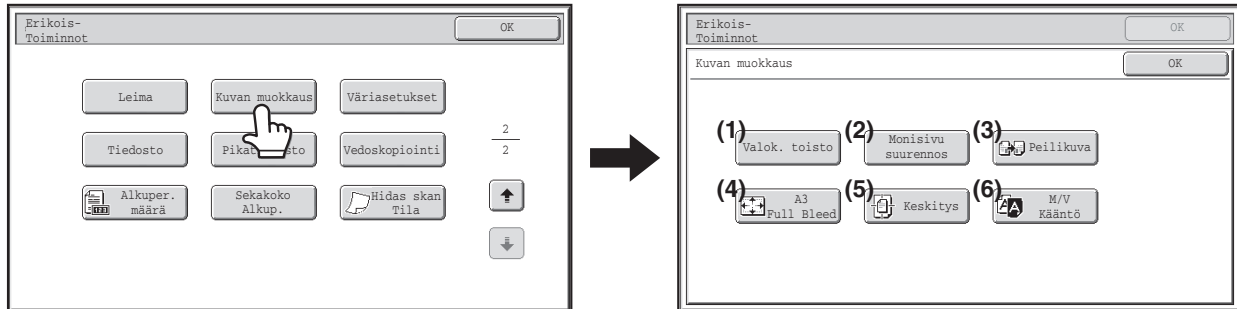 Erikois-
Toiminnot
OK
Leima
Kuvan muokkaus
Väriasetukset
Tiedosto
Vedoskopiointi
2
2
Alkuper.
määrä
Sekakoko
Alkup.
Hidas skan
Tila
Erikois-
Toiminnot
OK
Kuvan muokkaus
OK
(1)
Valok. toisto
(2)
Monisivu
suurennos
(3)
Peilikuva
(4)
A3
Full Bleed
(5)
Keskitys
(6)
M/V
Kääntö